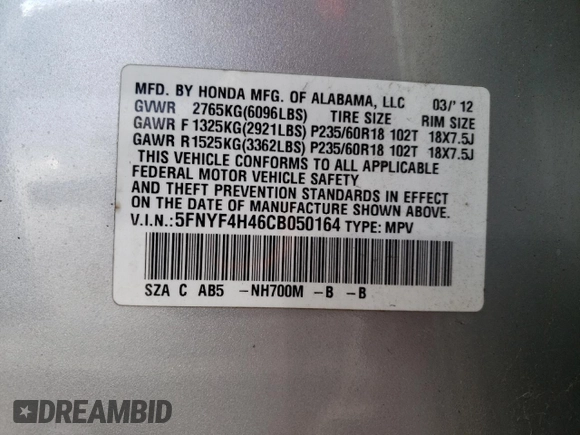 MFD. BY HONDA MFG. OF ALABAMA, LLC 03/'12
GVWR 2765KG(6096LBS) TIRE SIZE RIM SIZE
GAWR F 1325KG(2921LBS) P235/60R18 102T 18X7.5J
GAWR R 1525KG(3362LBS) P235/60R18 102T 18X7.5J
THIS VEHICLE CONFORMS TO ALL APPLICABLE
FEDERAL MOTOR VEHICLE SAFETY
AND THEFT PREVENTION STANDARDS IN EFFECT
ON THE DATE OF MANUFACTURE SHOWN ABOVE.
V.I.N.:5FNYF4H46CB050164 TYPE: MPV
SZA C AB5 -NH700M -B -B
DREAMBID